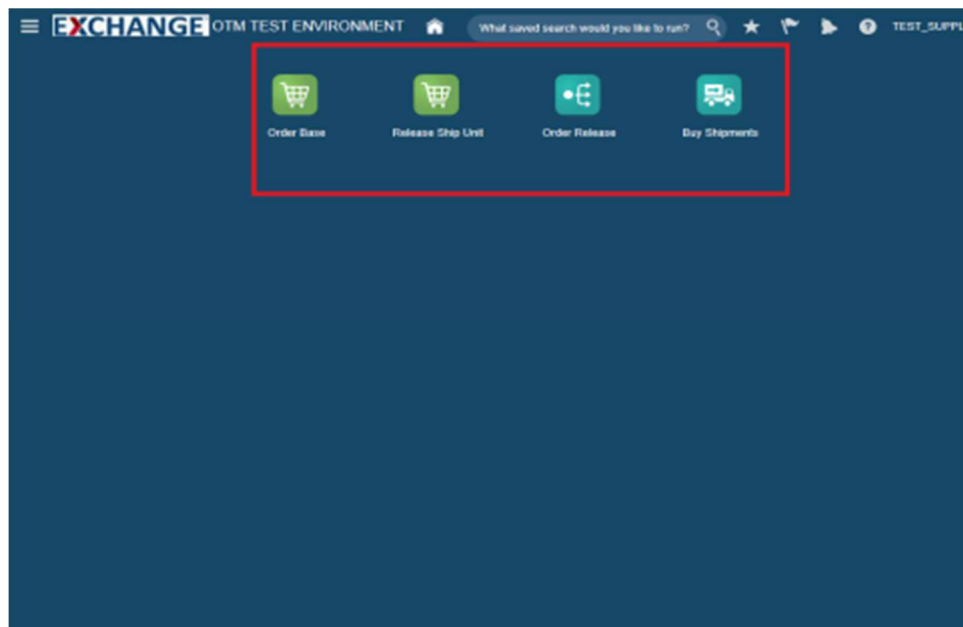 EXCHANGE OTM TEST ENVIRONMENT What saved search would you like to run? TEST_SUPPL
Order Base Release Ship Unit Order Release Buy Shipments